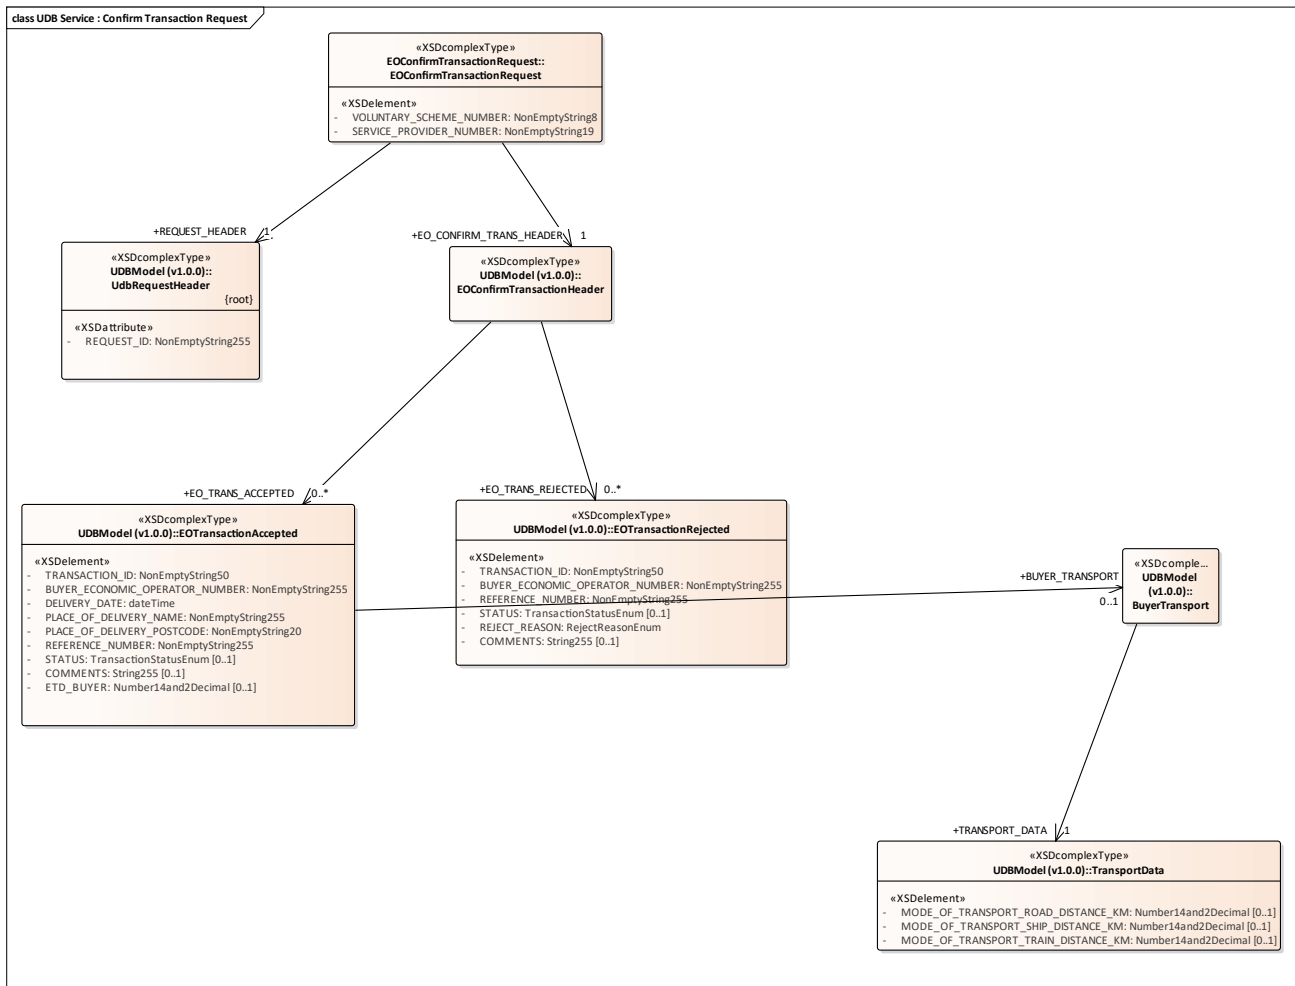 class UDB Service : Confirm Transaction Request
«XSDcomplexType»
EOConfirmTransactionRequest::
EOConfirmTransactionRequest
«XSDelement»
- VOLUNTARY_SCHEME_NUMBER: NonEmptyString8
- SERVICE_PROVIDER_NUMBER: NonEmptyString19
+REQUEST_HEADER 1
+EO_CONFIRM_TRANS_HEADER 1
«XSDcomplexType»
UDBModel (v1.0.0)::
UdbRequestHeader
{root}
«XSDattribute»
- REQUEST_ID: NonEmptyString255
«XSDcomplexType»
UDBModel (v1.0.0)::
EOConfirmTransactionHeader
+EO_TRANS_ACCEPTED 0..*
+EO_TRANS_REJECTED 0..*
«XSDcomplexType»
UDBModel (v1.0.0)::EOTransactionAccepted
«XSDelement»
- TRANSACTION_ID: NonEmptyString50
- BUYER_ECONOMIC_OPERATOR_NUMBER: NonEmptyString255
- DELIVERY_DATE: dateTime
- PLACE_OF_DELIVERY_NAME: NonEmptyString255
- PLACE_OF_DELIVERY_POSTCODE: NonEmptyString20
- REFERENCE_NUMBER: NonEmptyString255
- STATUS: TransactionStatusEnum [0..1]
- COMMENTS: String255 [0..1]
- ETD_BUYER: Number14and2Decimal [0..1]
«XSDcomplexType»
UDBModel (v1.0.0)::EOTransactionRejected
«XSDelement»
- TRANSACTION_ID: NonEmptyString50
- BUYER_ECONOMIC_OPERATOR_NUMBER: NonEmptyString255
- REFERENCE_NUMBER: NonEmptyString255
- STATUS: TransactionStatusEnum [0..1]
- REJECT_REASON: RejectReasonEnum
- COMMENTS: String255 [0..1]
+BUYER_TRANSPORT
0..1
«XSDcomple...
UDBModel
(v1.0.0)::
BuyerTransport
+TRANSPORT_DATA 1
«XSDcomplexType»
UDBModel (v1.0.0)::TransportData
«XSDelement»
- MODE_OF_TRANSPORT_ROAD_DISTANCE_KM: Number14and2Decimal [0..1]
- MODE_OF_TRANSPORT_SHIP_DISTANCE_KM: Number14and2Decimal [0..1]
- MODE_OF_TRANSPORT_TRAIN_DISTANCE_KM: Number14and2Decimal [0..1]